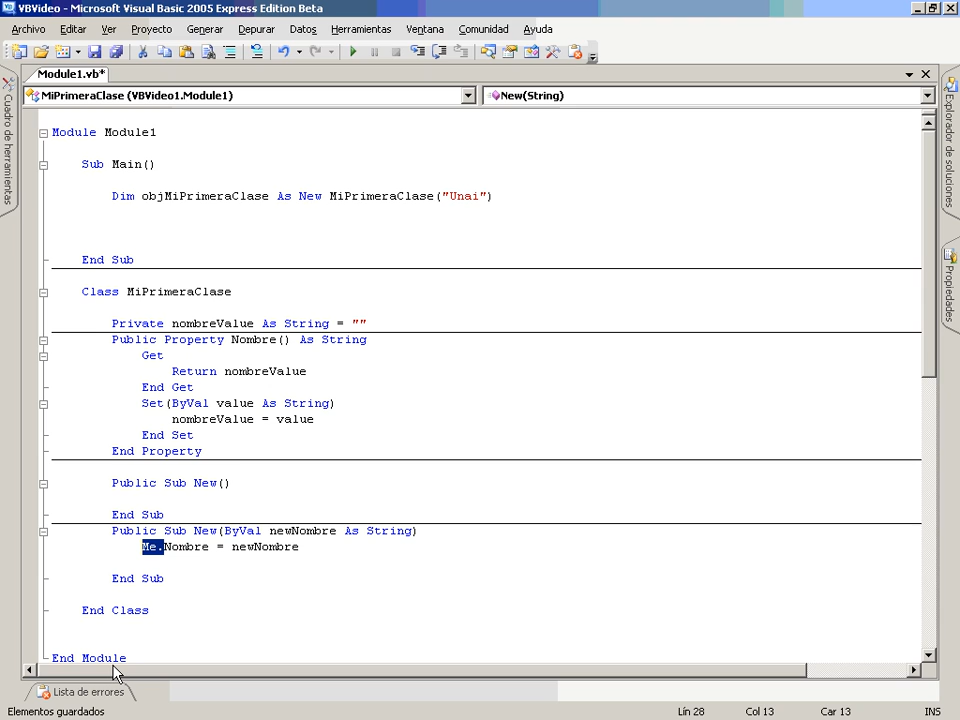 VBVideo - Microsoft Visual Basic 2005 Express Edition Beta
Archivo Editar Ver Proyecto Generar Depurar Datos Herramientas Ventana Comunidad Ayuda
Module1.vb*
MiPrimeraClase (VBVideo1.Module1) New(String)
Cuadro de herramientas
Explorador de soluciones
Propiedades
Module Module1
Sub Main()
Dim objMiPrimeraClase As New MiPrimeraClase("Unai")
End Sub
Class MiPrimeraClase
Private nombreValue As String = ""
Public Property Nombre() As String
Get
Return nombreValue
End Get
Set(ByVal value As String)
nombreValue = value
End Set
End Property
Public Sub New()
End Sub
Public Sub New(ByVal newNombre As String)
Me.Nombre = newNombre
End Sub
End Class
End Module
Lista de errores
Elementos guardados Lín 28 Col 13 Car 13 INS